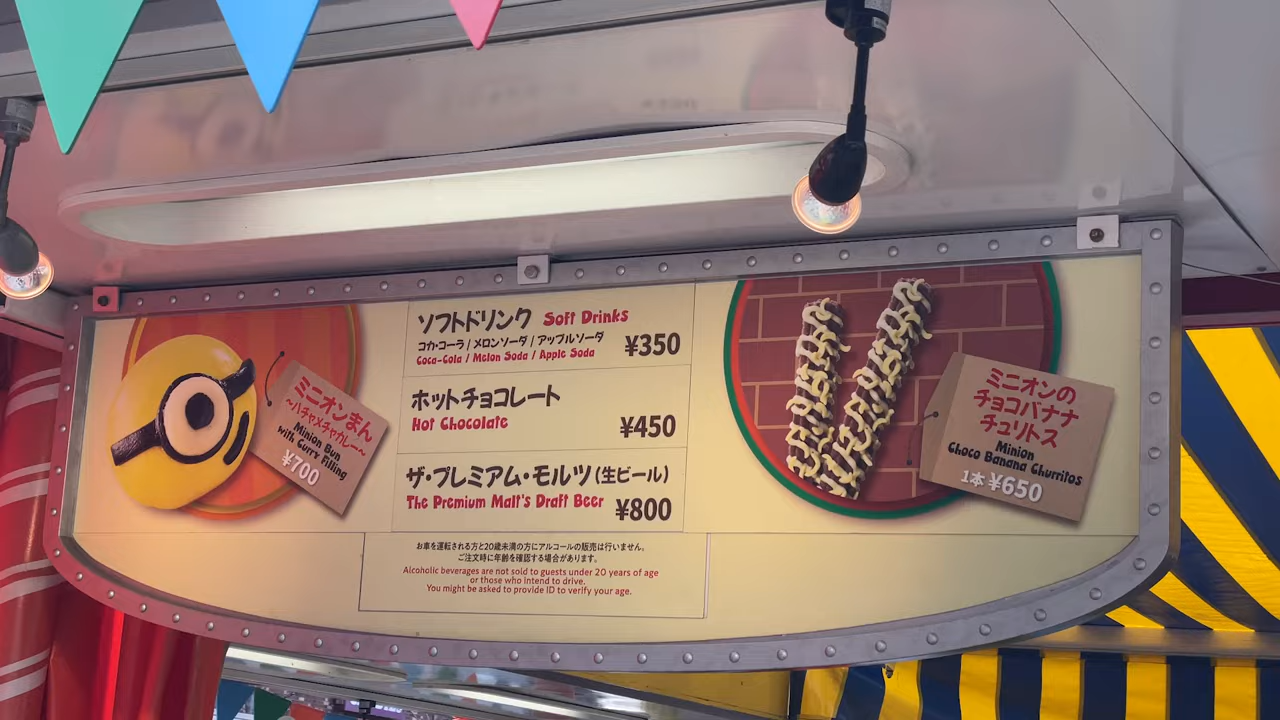 ミニオンまん
～ハチャメチャカレー～
Minion Bun
with Curry Filling
¥700
ソフトドリンク Soft Drinks
コカ・コーラ / メロンソーダ / アップルソーダ
Coca-Cola / Melon Soda / Apple Soda
¥350
ホットチョコレート
Hot Chocolate
¥450
ザ・プレミアム・モルツ(生ビール)
The Premium Malt's Draft Beer
¥800
お車を運転される方と20歳未満の方にアルコールの販売は行いません。
ご注文時に年齢を確認する場合があります。
Alcoholic beverages are not sold to guests under 20 years of age
or those who intend to drive.
You might be asked to provide ID to verify your age.
ミニオンの
チョコバナナ
チュリトス
Minion
Choco Banana Churritos
1本 ¥650